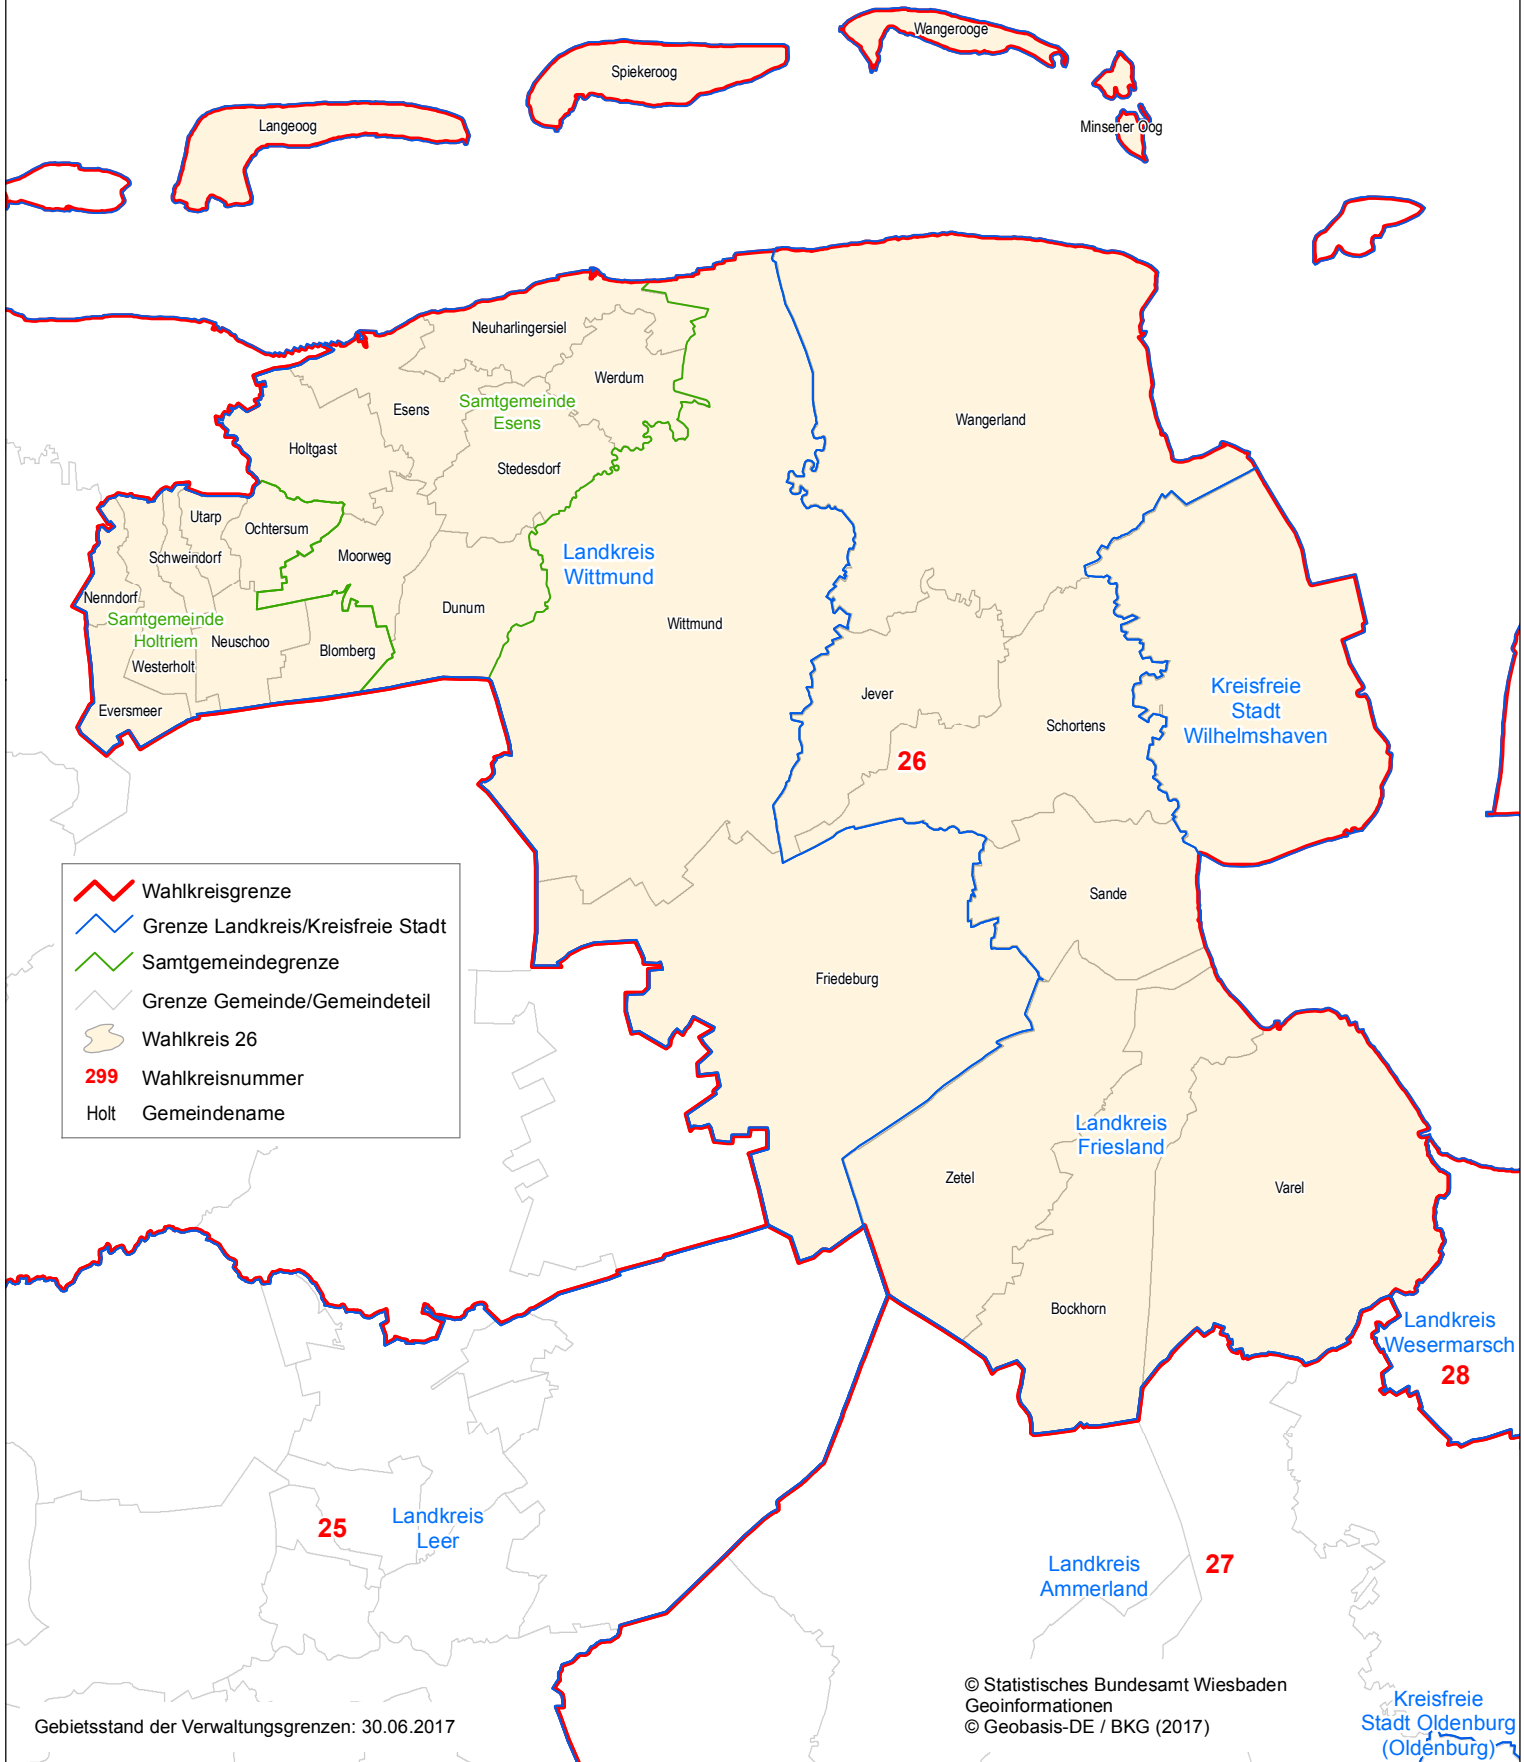 Wangerooge
Spiekeroog
Langeoog
Minsener Oog
Neuharlingersiel
Werdum
Esens
Samtgemeinde
Esens
Wangerland
Holtgast
Stedesdorf
Utarp
Ochtersum
Schweindorf
Moorweg
Landkreis
Wittmund
Nenndorf
Dunum
Samtgemeinde
Holtriem
Neuschoo
Wittmund
Blomberg
Westerholt
Eversmeer
Jever
Schortens
Kreisfreie
Stadt
Wilhelmshaven
26
Wahlkreisgrenze
Grenze Landkreis/Kreisfreie Stadt
Samtgemeindegrenze
Grenze Gemeinde/Gemeindeteil
Wahlkreis 26
299 Wahlkreisnummer
Holt Gemeindename
Sande
Friedeburg
Landkreis
Friesland
Zetel
Varel
Bockhorn
Landkreis
Wesermarsch
28
25
Landkreis
Leer
Landkreis
Ammerland
27
Gebietsstand der Verwaltungsgrenzen: 30.06.2017
© Statistisches Bundesamt Wiesbaden
Geoinformationen
© Geobasis-DE / BKG (2017)
Kreisfreie
Stadt Oldenburg
(Oldenburg)